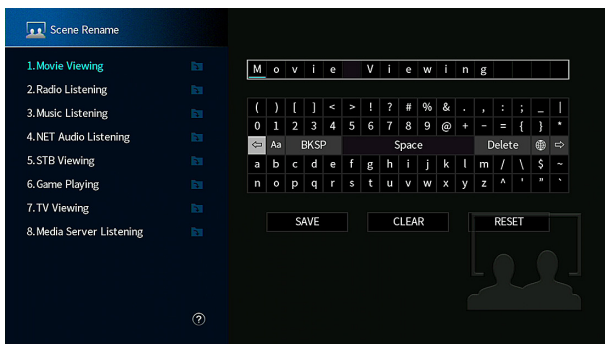 Scene Rename
1.Movie Viewing
2.Radio Listening
3.Music Listening
4.NET Audio Listening
5.STB Viewing
6.Game Playing
7.TV Viewing
8.Media Server Listening
?
Movie Viewing
( ) [ ] < > ! ? # % & . , : ; _ |
0 1 2 3 4 5 6 7 8 9 @ + - = { } *
⇦ Aa BKSP Space Delete 🌐 ⇨
a b c d e f g h i j k l m / \ $ ~
n o p q r s t u v w x y z ^ ' " `
SAVE CLEAR RESET